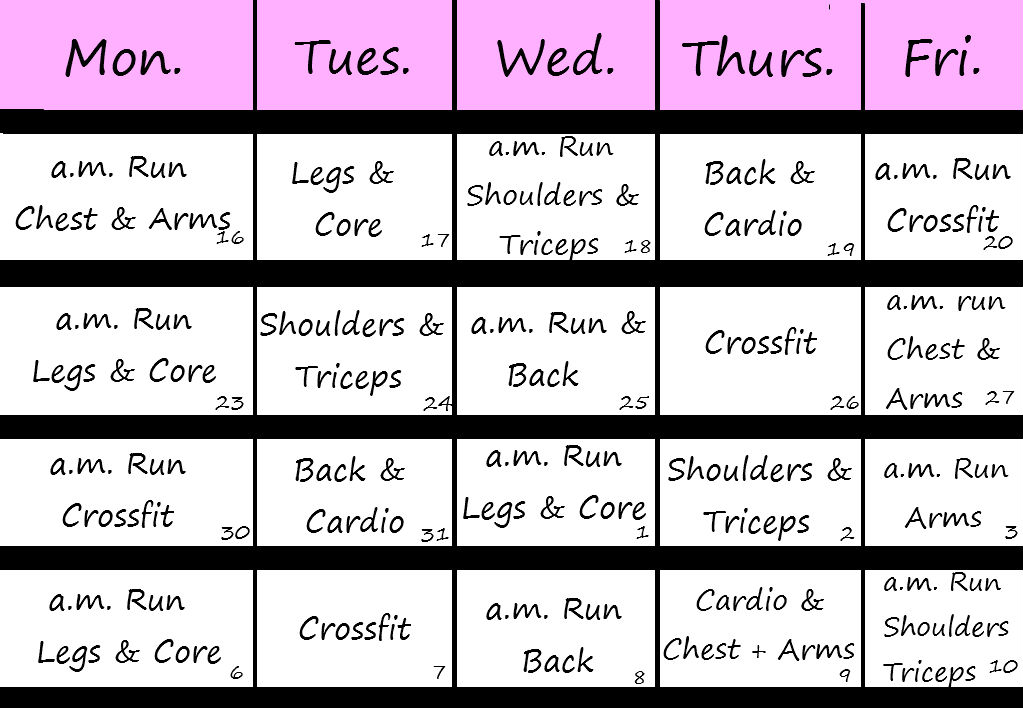 Mon. Tues. Wed. Thurs. Fri.
a.m. Run
Chest & Arms
16
Legs &
Core
17
a.m. Run
Shoulders &
Triceps 18
Back &
Cardio
19
a.m. Run
Crossfit
20
a.m. Run
Legs & Core
23
Shoulders &
Triceps
24
a.m. Run &
Back
25
Crossfit
26
a.m. run
Chest &
Arms 27
a.m. Run
Crossfit
30
Back &
Cardio
31
a.m. Run
Legs & Core
1
Shoulders &
Triceps
2
a.m. Run
Arms
3
a.m. Run
Legs & Core
6
Crossfit
7
a.m. Run
Back
8
Cardio &
Chest + Arms
9
a.m. Run
Shoulders
Triceps 10